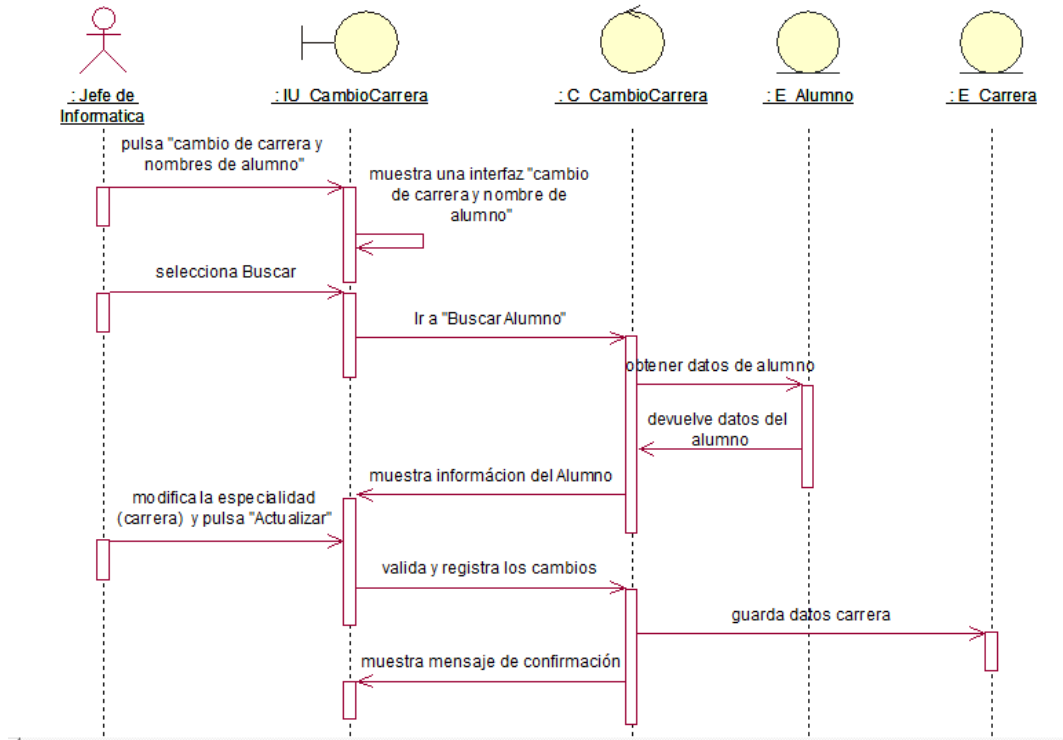 : Jefe de
Informatica
: IU_CambioCarrera
: C_CambioCarrera
: E_Alumno
: E_Carrera
pulsa "cambio de carrera y
nombres de alumno"
muestra una interfaz "cambio
de carrera y nombre de
alumno"
selecciona Buscar
Ir a "Buscar Alumno"
obtener datos de alumno
devuelve datos del
alumno
muestra informácion del Alumno
modifica la especialidad
(carrera) y pulsa "Actualizar"
valida y registra los cambios
guarda datos carrera
muestra mensaje de confirmación